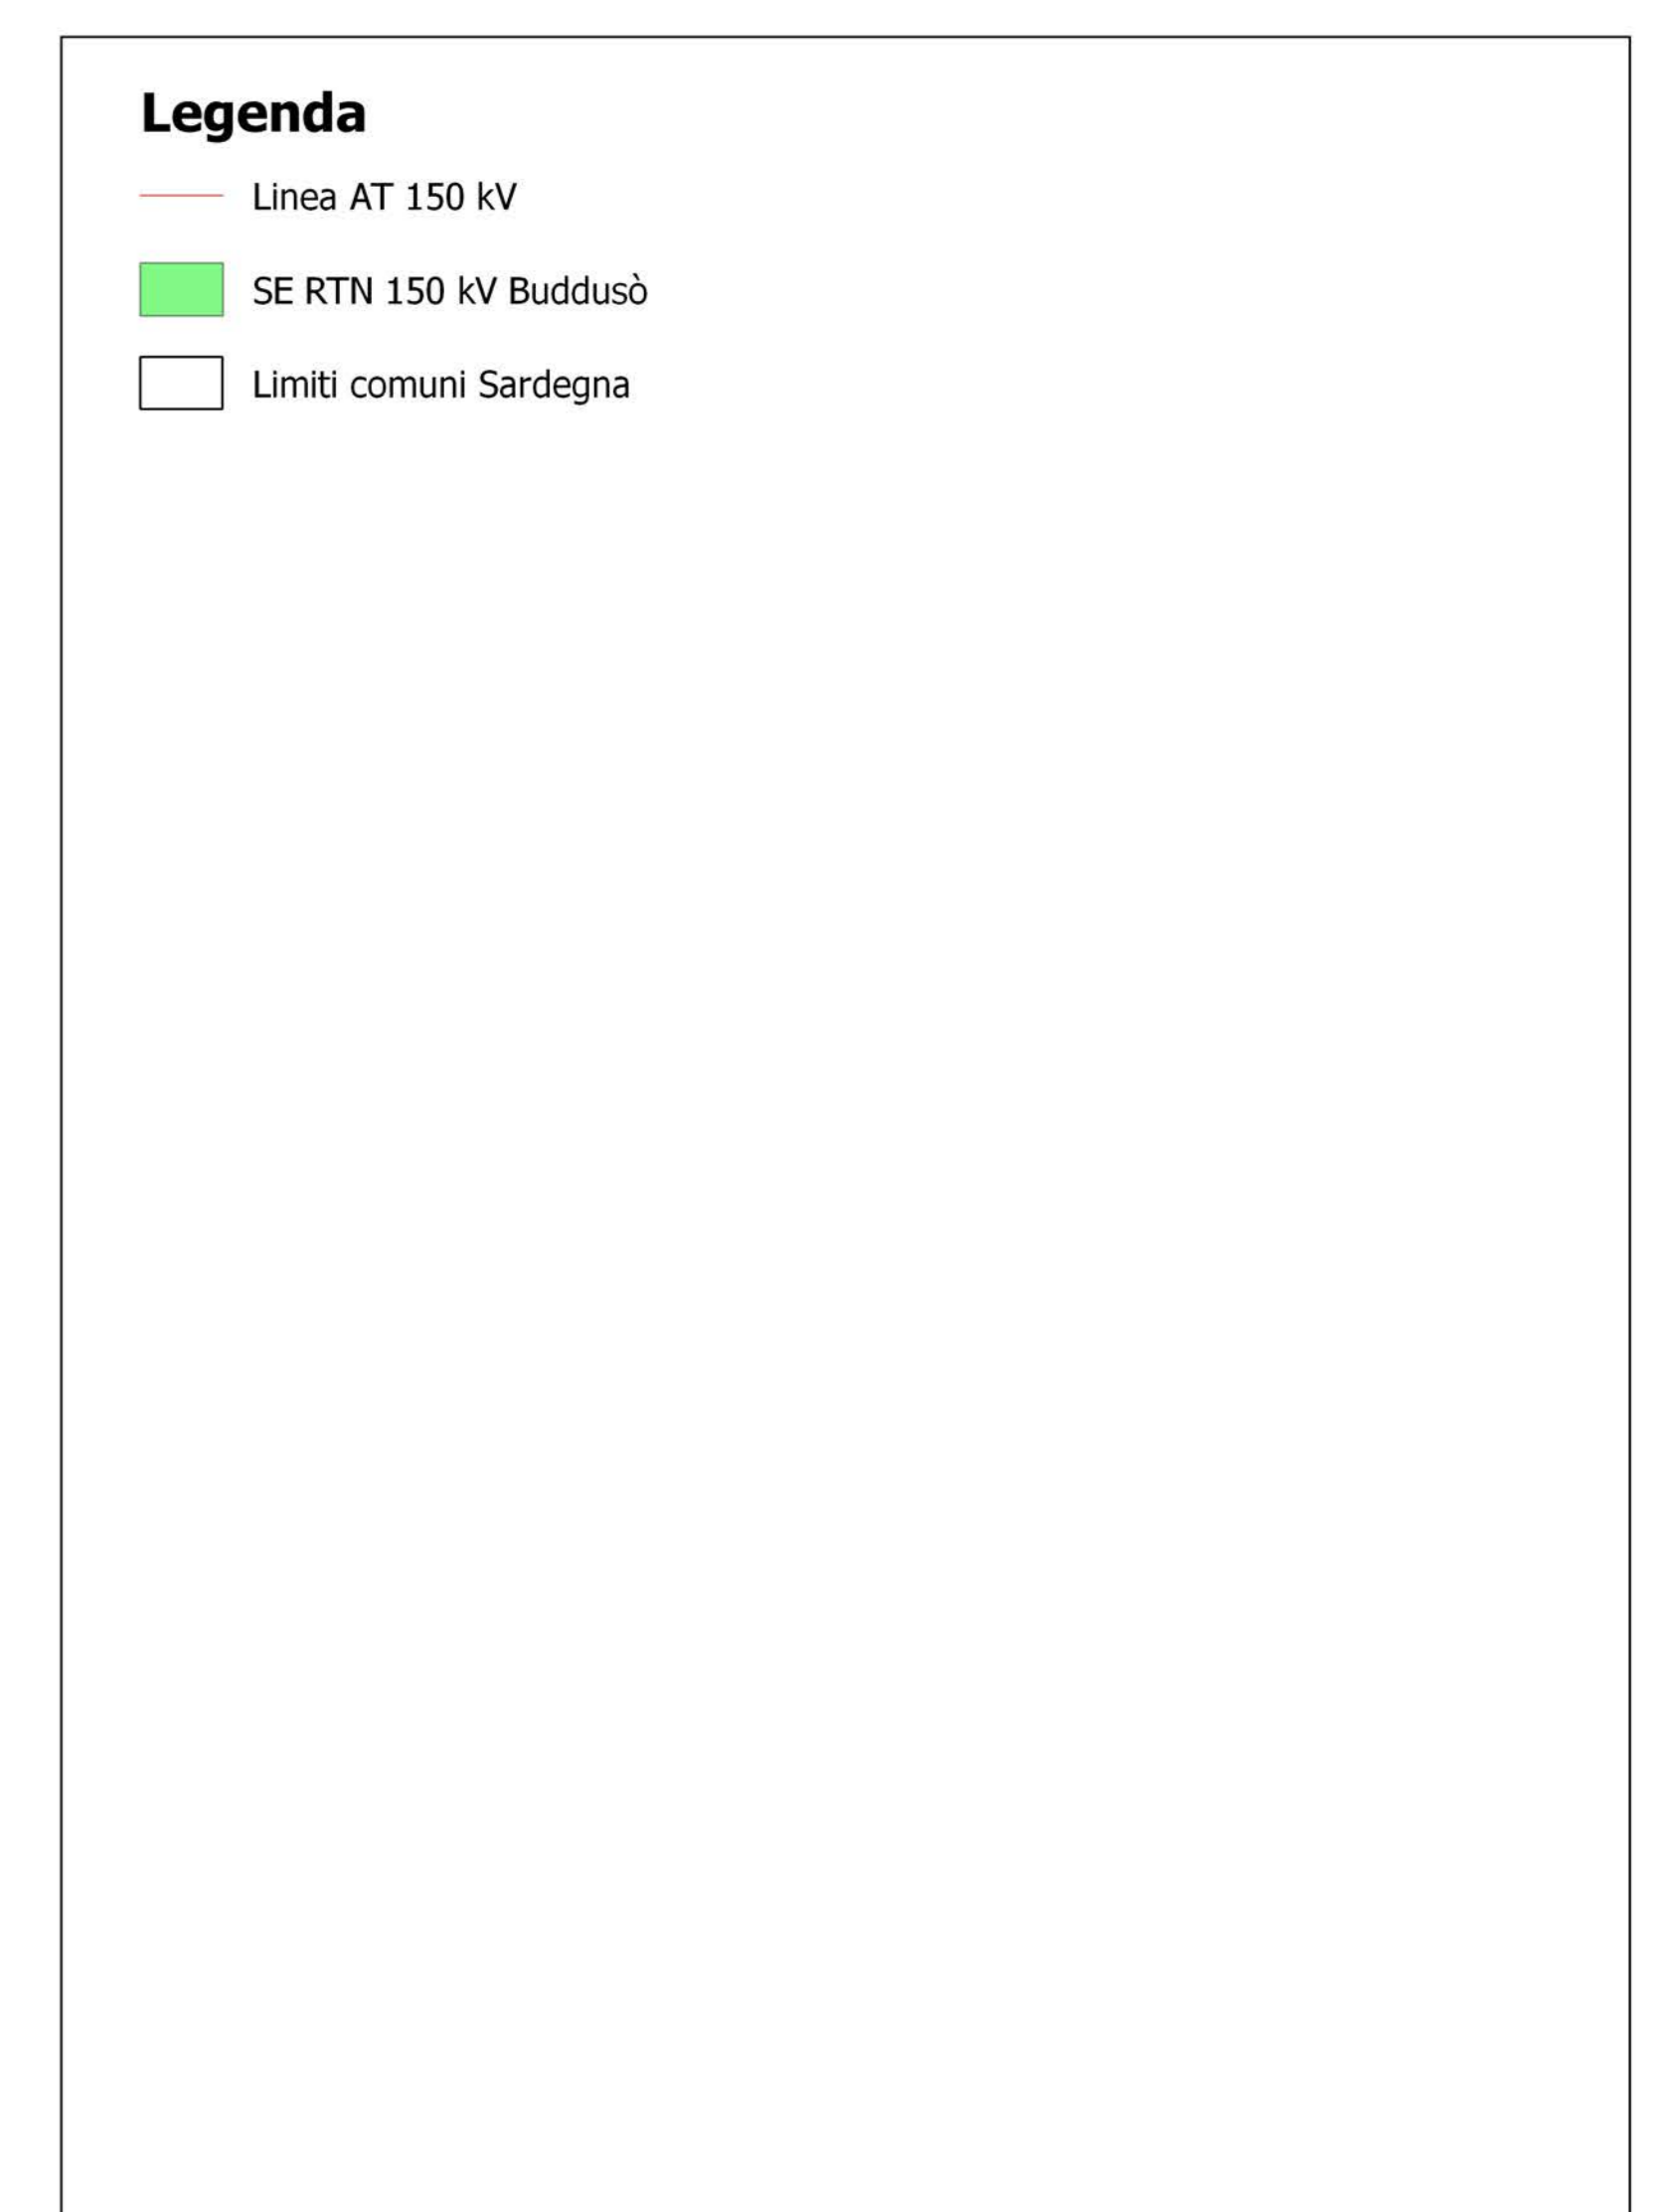 Legenda
Linea AT 150 kV
SE RTN 150 kV Buddusò
Limiti comuni Sardegna